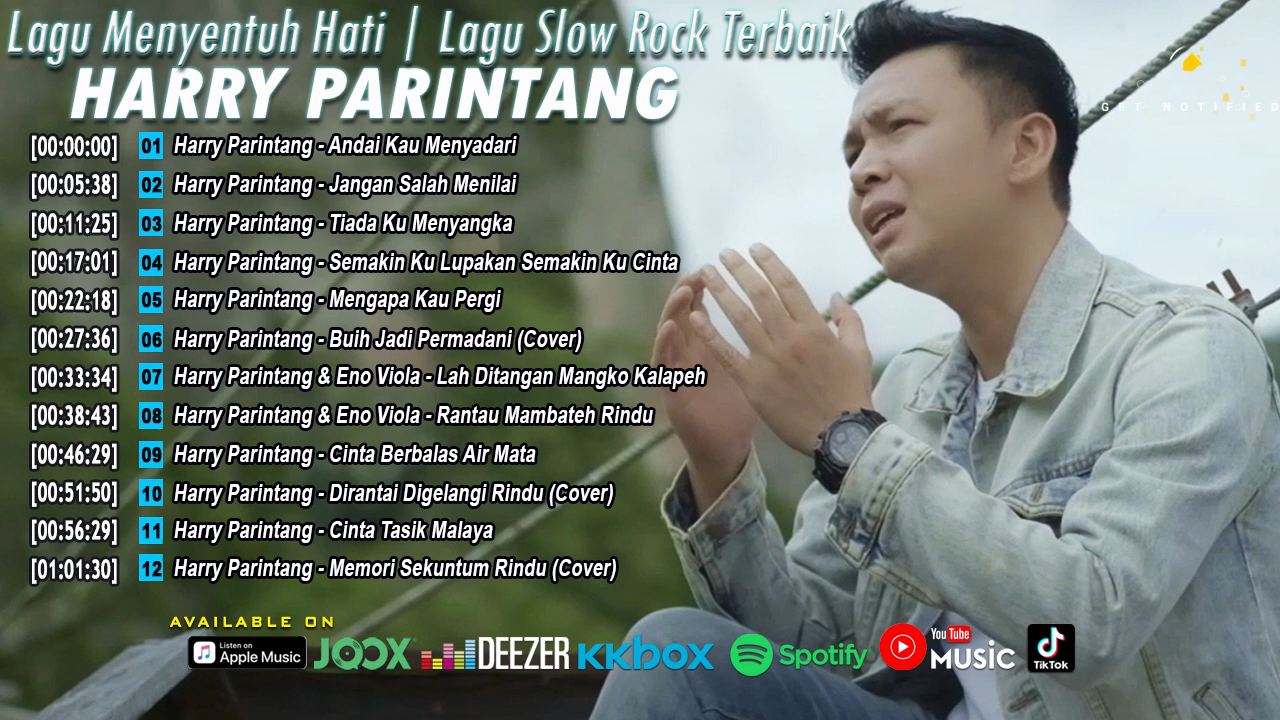 Lagu Menyentuh Hati | Lagu Slow Rock Terbaik
HARRY PARINTANG
GET NOTIFIED
[00:00:00] 01 Harry Parintang - Andai Kau Menyadari
[00:05:38] 02 Harry Parintang - Jangan Salah Menilai
[00:11:25] 03 Harry Parintang - Tiada Ku Menyangka
[00:17:01] 04 Harry Parintang - Semakin Ku Lupakan Semakin Ku Cinta
[00:22:18] 05 Harry Parintang - Mengapa Kau Pergi
[00:27:36] 06 Harry Parintang - Buih Jadi Permadani (Cover)
[00:33:34] 07 Harry Parintang & Eno Viola - Lah Ditangan Mangko Kalapeh
[00:38:43] 08 Harry Parintang & Eno Viola - Rantau Mambateh Rindu
[00:46:29] 09 Harry Parintang - Cinta Berbalas Air Mata
[00:51:50] 10 Harry Parintang - Dirantai Digelangi Rindu (Cover)
[00:56:29] 11 Harry Parintang - Cinta Tasik Malaya
[01:01:30] 12 Harry Parintang - Memori Sekuntum Rindu (Cover)
AVAILABLE ON
Listen on Apple Music JOOX DEEZER KKBOX Spotify YouTube MUSIC TikTok